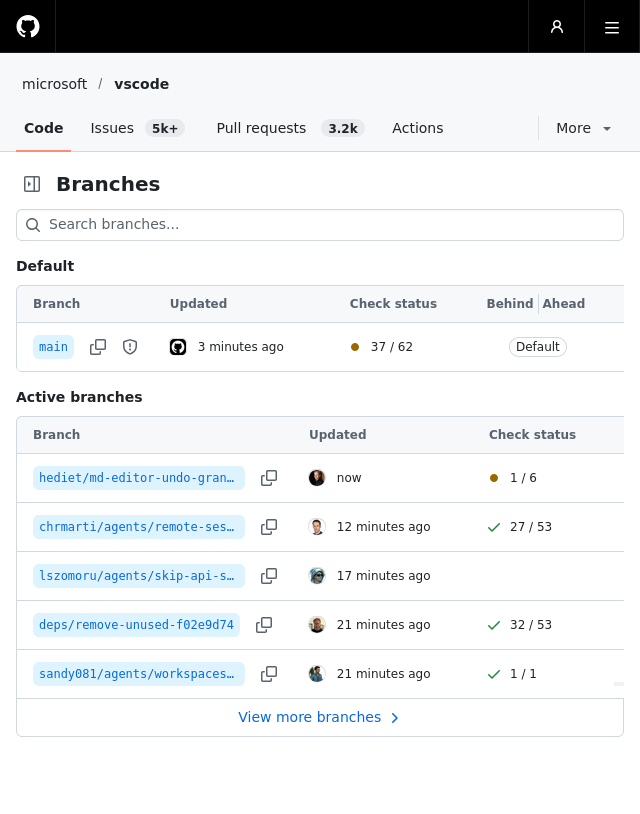 microsoft / vscode
Code Issues 5k+ Pull requests 3.2k Actions More
Branches
Search branches...
Default
Branch Updated Check status Behind Ahead
main 3 minutes ago 37 / 62 Default
Active branches
Branch Updated Check status
hediet/md-editor-undo-gran… now 1 / 6
chrmarti/agents/remote-ses… 12 minutes ago 27 / 53
lszomoru/agents/skip-api-s… 17 minutes ago
deps/remove-unused-f02e9d74 21 minutes ago 32 / 53
sandy081/agents/workspaces… 21 minutes ago 1 / 1
View more branches